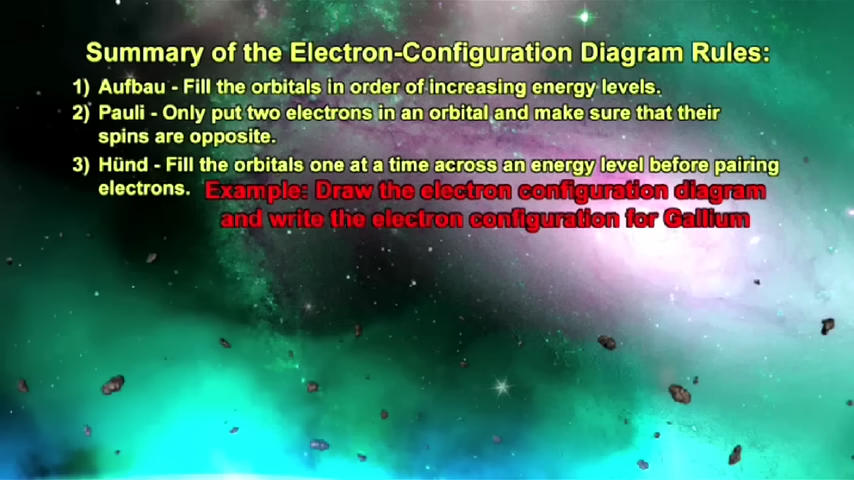 Summary of the Electron-Configuration Diagram Rules:
1) Aufbau - Fill the orbitals in order of increasing energy levels.
2) Pauli - Only put two electrons in an orbital and make sure that their
spins are opposite.
3) Hünd - Fill the orbitals one at a time across an energy level before pairing
electrons. Example: Draw the electron configuration diagram
and write the electron configuration for Gallium